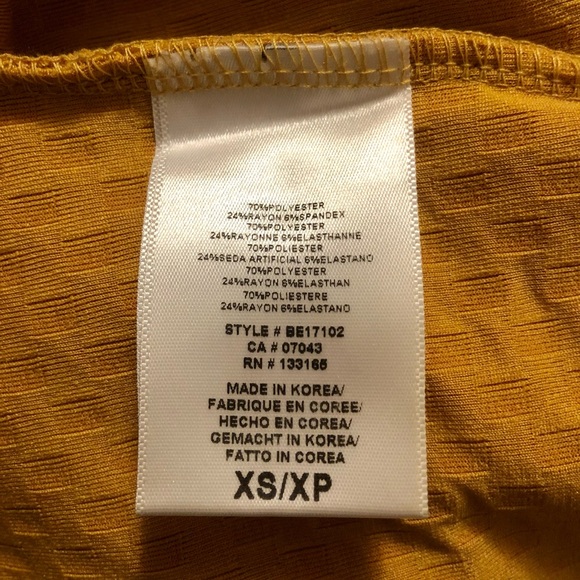 70%POLYESTER
24%RAYON 6%SPANDEX
70%POLYESTER
24%RAYONNE 6%ELASTHANNE
70%POLIESTER
24%SEDA ARTIFICIAL 6%ELASTANO
70%POLYESTER
24%RAYON 6%ELASTHAN
70%POLIESTERE
24%RAYON 6%ELASTANO
STYLE # BE17102
CA # 07043
RN # 133165
MADE IN KOREA/
FABRIQUE EN COREE/
HECHO EN COREA/
GEMACHT IN KOREA/
FATTO IN COREA
XS/XP